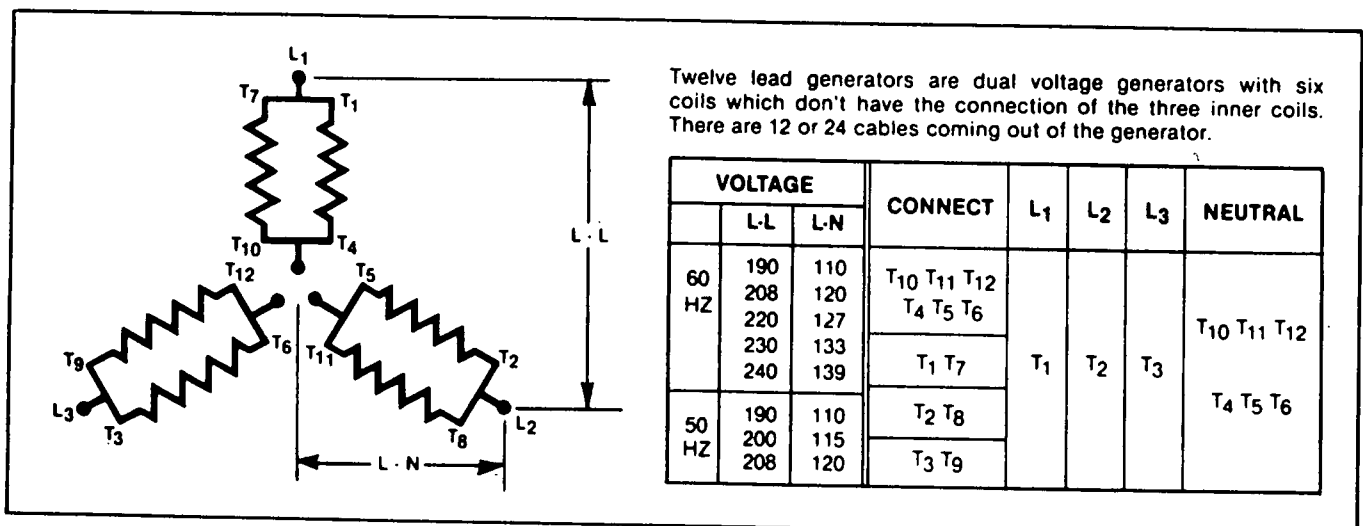 L1
T7 T1
L·L
T10 T4
T12 T5
T9 T6 T11 T2
L3 T3 T8 L2
L·N
Twelve lead generators are dual voltage generators with six
coils which don't have the connection of the three inner coils.
There are 12 or 24 cables coming out of the generator.
VOLTAGE CONNECT L1 L2 L3 NEUTRAL
L·L L·N
60 HZ
190 110
208 120
220 127
230 133
240 139
50 HZ
190 110
200 115
208 120
T10 T11 T12
T4 T5 T6
T1 T7
T2 T8
T3 T9
T1 T2 T3
T10 T11 T12
T4 T5 T6